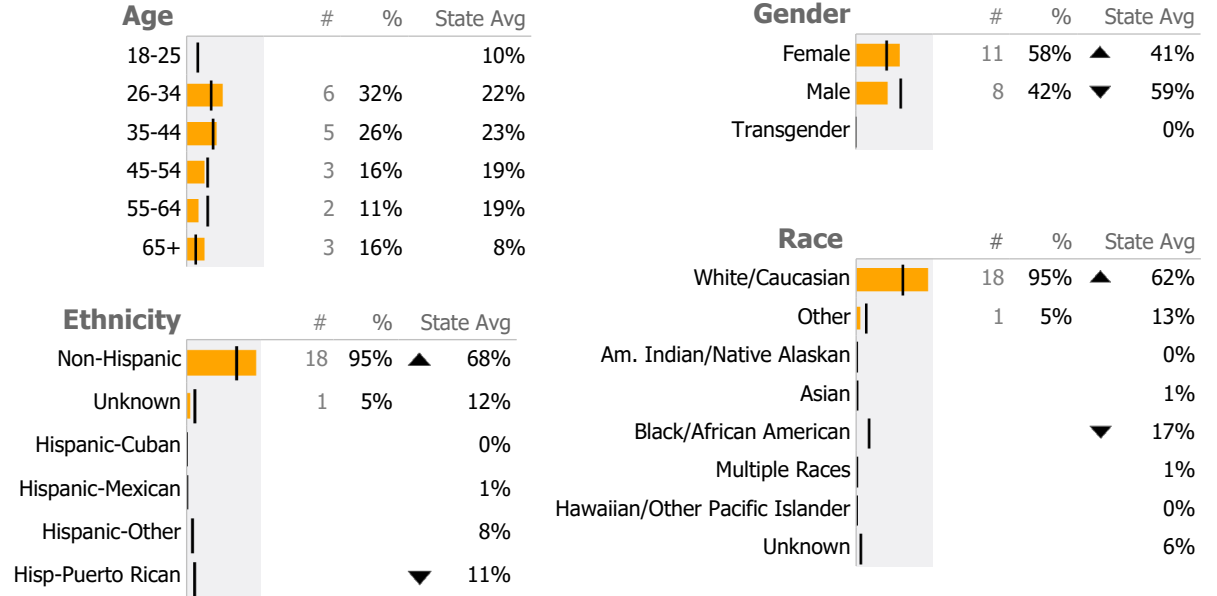 Age # % State Avg
18-25 10%
26-34 6 32% 22%
35-44 5 26% 23%
45-54 3 16% 19%
55-64 2 11% 19%
65+ 3 16% 8%
Ethnicity # % State Avg
Non-Hispanic 18 95% ▲ 68%
Unknown 1 5% 12%
Hispanic-Cuban 0%
Hispanic-Mexican 1%
Hispanic-Other 8%
Hisp-Puerto Rican ▼ 11%
Gender # % State Avg
Female 11 58% ▲ 41%
Male 8 42% ▼ 59%
Transgender 0%
Race # % State Avg
White/Caucasian 18 95% ▲ 62%
Other 1 5% 13%
Am. Indian/Native Alaskan 0%
Asian 1%
Black/African American ▼ 17%
Multiple Races 1%
Hawaiian/Other Pacific Islander 0%
Unknown 6%